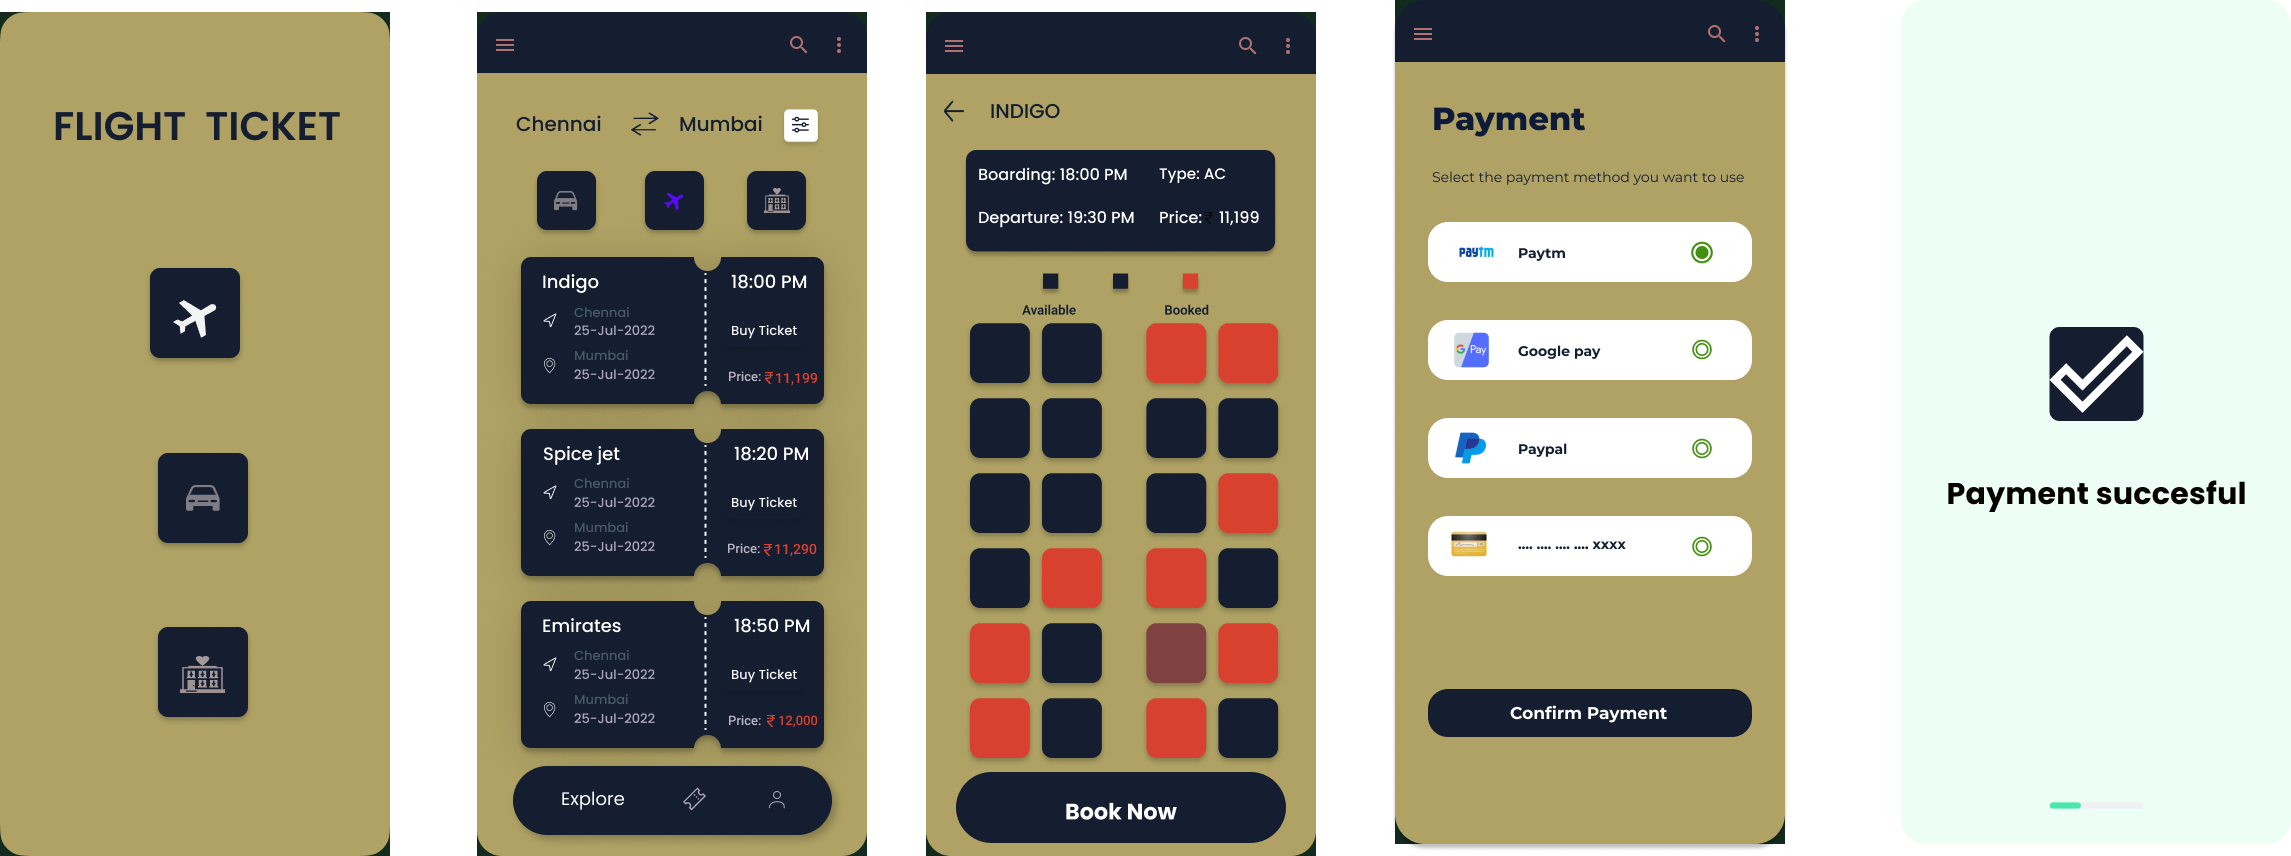 FLIGHT TICKET
Chennai Mumbai
Indigo 18:00 PM
Chennai
25-Jul-2022 Buy Ticket
Mumbai
25-Jul-2022 Price: ₹ 11,199
Spice jet 18:20 PM
Chennai
25-Jul-2022 Buy Ticket
Mumbai
25-Jul-2022 Price: ₹ 11,290
Emirates 18:50 PM
Chennai
25-Jul-2022 Buy Ticket
Mumbai
25-Jul-2022 Price: ₹ 12,000
Explore
INDIGO
Boarding: 18:00 PM Type: AC
Departure: 19:30 PM Price: ₹ 11,199
Available Booked
Book Now
Payment
Select the payment method you want to use
paytm Paytm
G Pay Google pay
Paypal
.... .... .... .... xxxx
Confirm Payment
Payment succesful